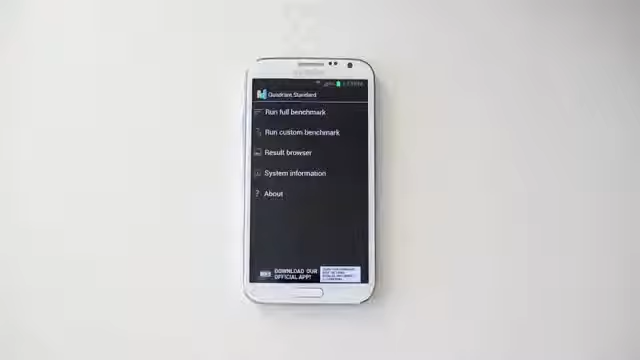 Quadrant Standard
Run full benchmark
Run custom benchmark
Result browser
System information
? About
DOWNLOAD OUR
OFFICIAL APP!